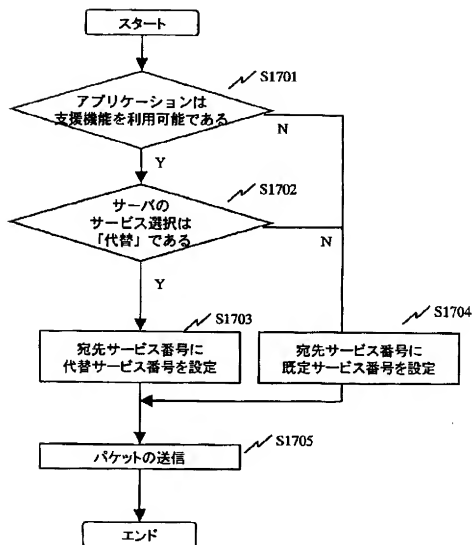 スタート
S1701
アプリケーションは
支援機能を利用可能である
N
Y
S1702
サーバの
サービス選択は
「代替」である
N
Y
S1703
宛先サービス番号に
代替サービス番号を設定
S1704
宛先サービス番号に
既定サービス番号を設定
S1705
パケットの送信
エンド